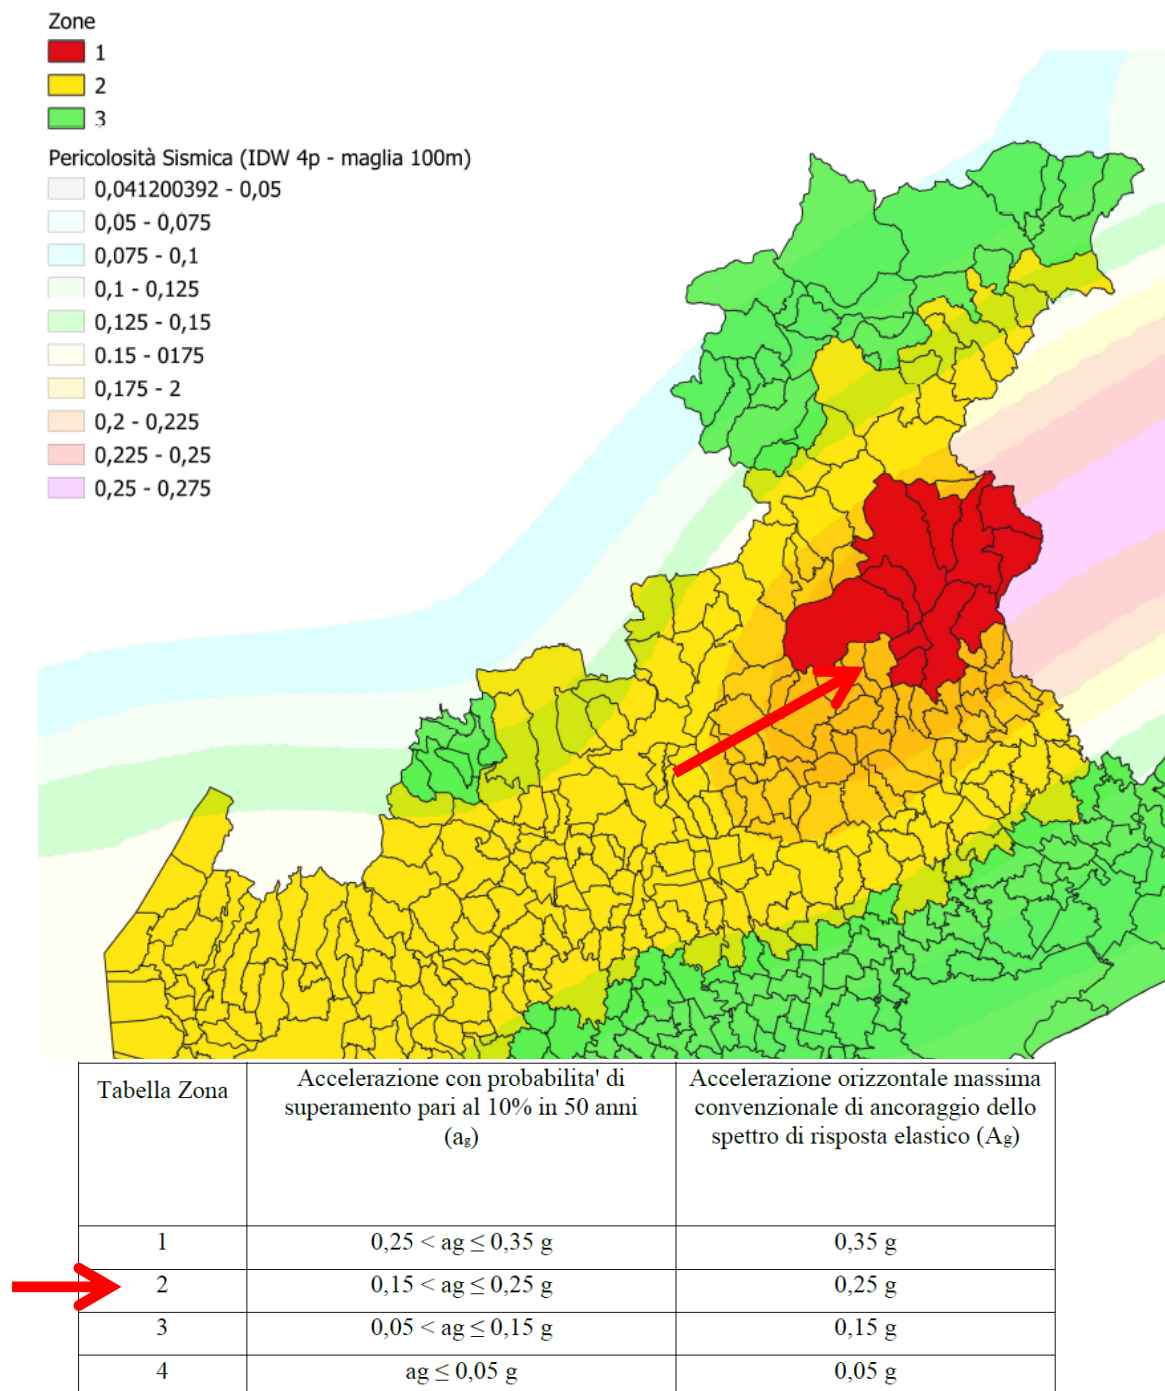 Zone
1
2
3
Pericolosità Sismica (IDW 4p - maglia 100m)
0,041200392 - 0,05
0,05 - 0,075
0,075 - 0,1
0,1 - 0,125
0,125 - 0,15
0.15 - 0175
0,175 - 2
0,2 - 0,225
0,225 - 0,25
0,25 - 0,275
Tabella Zona
Accelerazione con probabilita' di
superamento pari al 10% in 50 anni
(ag)
Accelerazione orizzontale massima
convenzionale di ancoraggio dello
spettro di risposta elastico (Ag)
1 0,25 < ag ≤ 0,35 g 0,35 g
2 0,15 < ag ≤ 0,25 g 0,25 g
3 0,05 < ag ≤ 0,15 g 0,15 g
4 ag ≤ 0,05 g 0,05 g